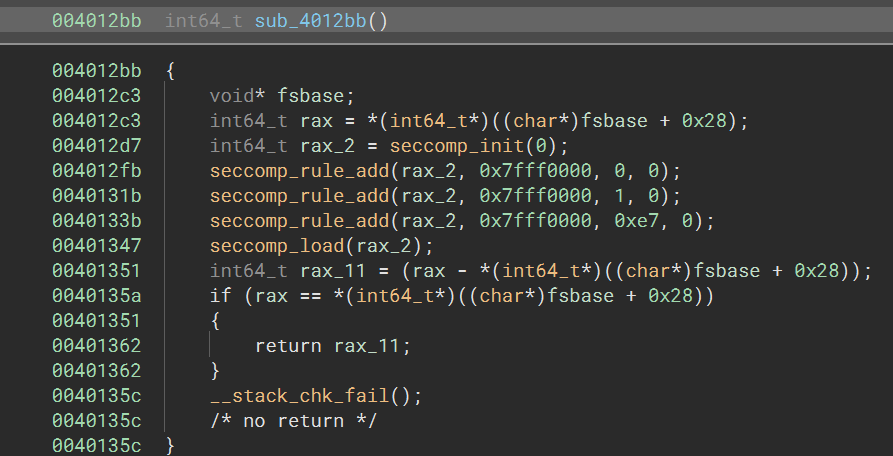 004012bb int64_t sub_4012bb()
004012bb {
004012c3 void* fsbase;
004012c3 int64_t rax = *(int64_t*)((char*)fsbase + 0x28);
004012d7 int64_t rax_2 = seccomp_init(0);
004012fb seccomp_rule_add(rax_2, 0x7fff0000, 0, 0);
0040131b seccomp_rule_add(rax_2, 0x7fff0000, 1, 0);
0040133b seccomp_rule_add(rax_2, 0x7fff0000, 0xe7, 0);
00401347 seccomp_load(rax_2);
00401351 int64_t rax_11 = (rax - *(int64_t*)((char*)fsbase + 0x28));
0040135a if (rax == *(int64_t*)((char*)fsbase + 0x28))
00401351 {
00401362 return rax_11;
00401362 }
0040135c __stack_chk_fail();
0040135c /* no return */
0040135c }